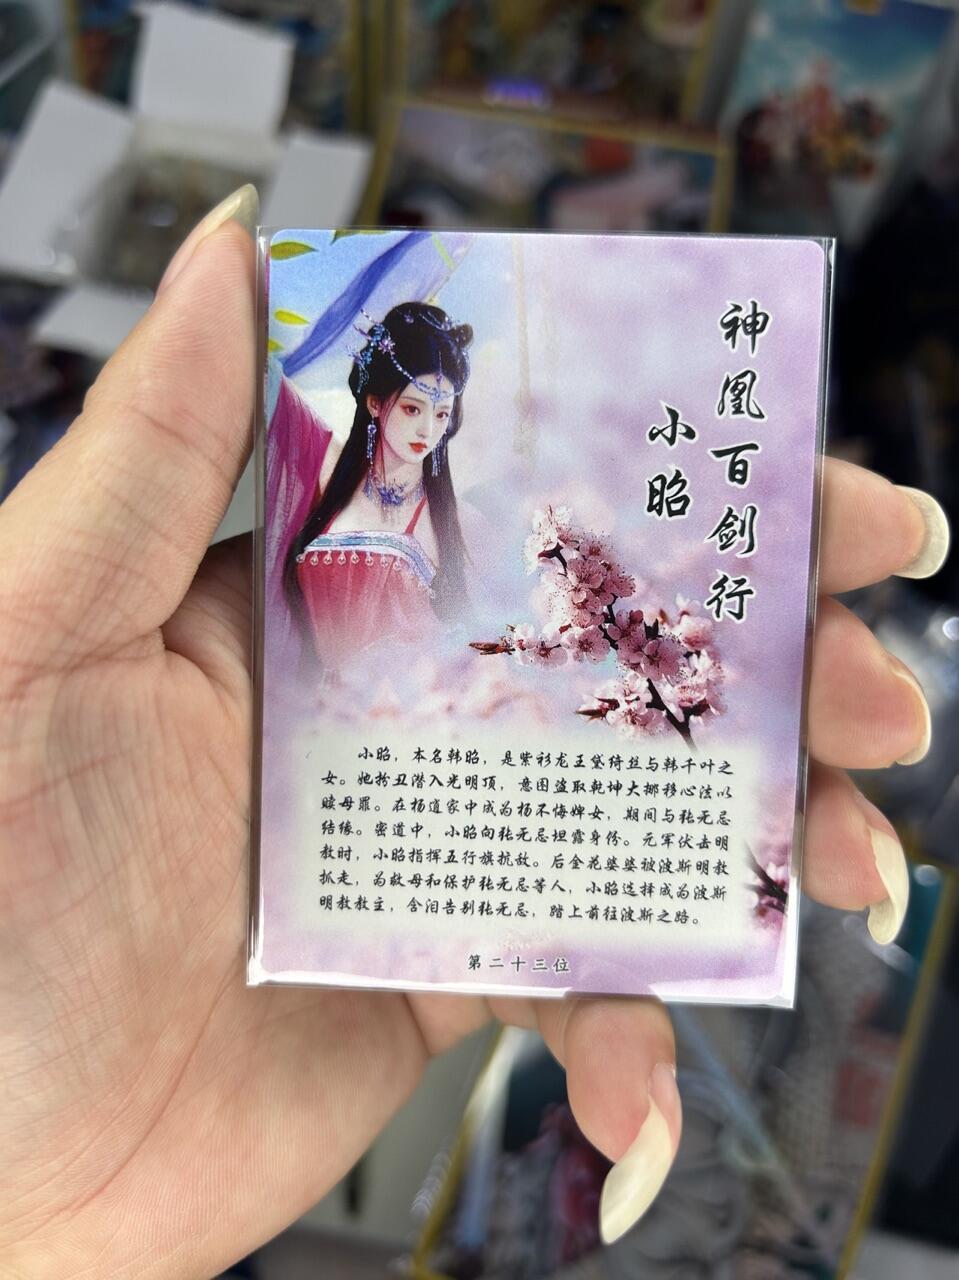 神凰百剑行
小昭
小昭，本名韩昭，是紫衫龙王黛绮丝与韩千叶之
女。她扮丑潜入光明顶，意图盗取乾坤大挪移心法以
赎母罪。在杨逍家中成为杨不悔婢女，期间与张无忌
结缘。密道中，小昭向张无忌坦露身份。元军伏击明
教时，小昭指挥五行旗抗敌。后金花婆婆被波斯明教
抓走，为救母和保护张无忌等人，小昭选择成为波斯
明教教主，含泪告别张无忌，踏上前往波斯之路。
第二十三位